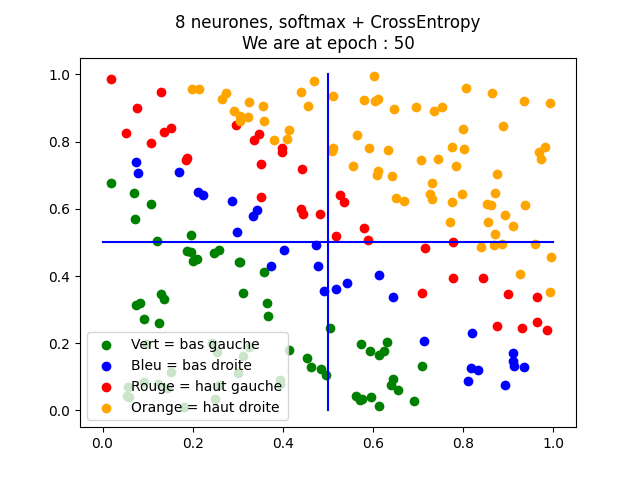 8 neurones, softmax + CrossEntropy
We are at epoch : 50
1.0
0.8
0.6
0.4
0.2
0.0
Vert = bas gauche
Bleu = bas droite
Rouge = haut gauche
Orange = haut droite
0.0 0.2 0.4 0.6 0.8 1.0